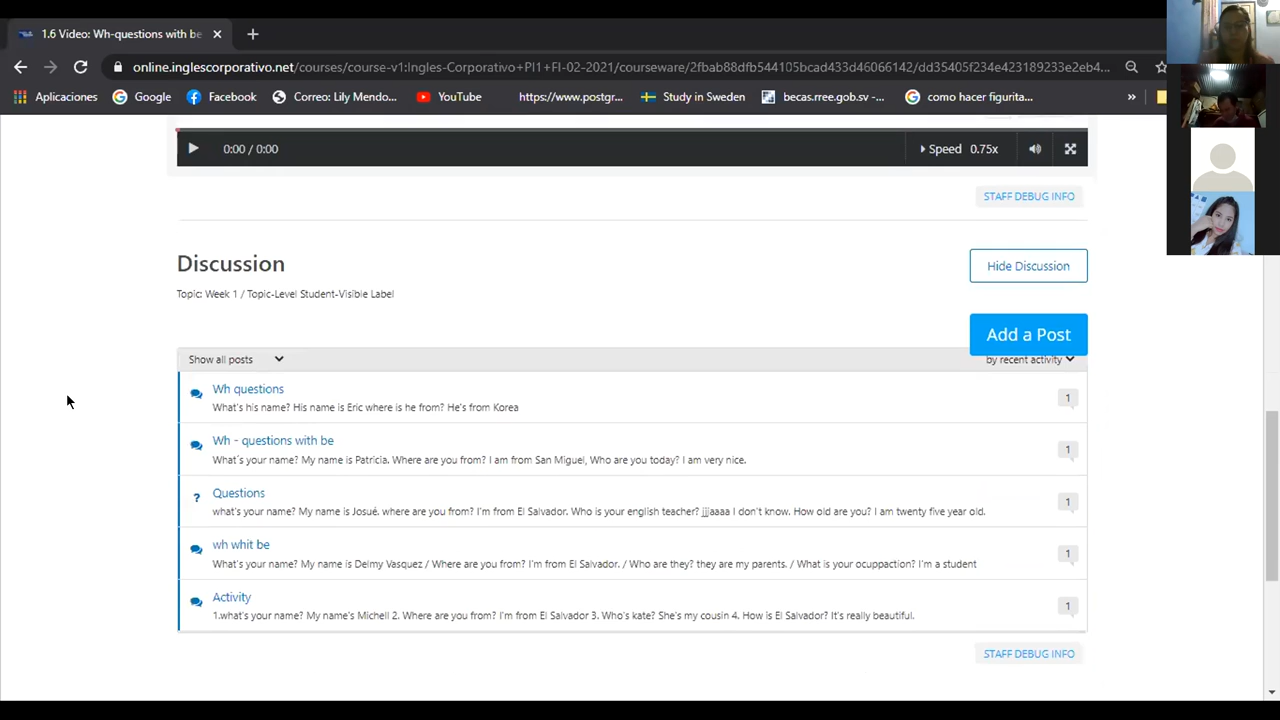 1.6 Video: Wh-questions with be
online.inglescorporativo.net/courses/course-v1:Ingles-Corporativo+PI1+FI-02-2021/courseware/2fbab88dfb544105bcad433d46066142/dd35405f234e423189233e2eb4...
Aplicaciones Google Facebook Correo: Lily Mendo... YouTube https://www.postgr... Study in Sweden becas.rree.gob.sv -... como hacer figurita... »
0:00 / 0:00 Speed 0.75x
STAFF DEBUG INFO
Discussion Hide Discussion
Topic: Week 1 / Topic-Level Student-Visible Label
Add a Post
Show all posts by recent activity
Wh questions
What's his name? His name is Eric where is he from? He's from Korea 1
Wh - questions with be
What´s your name? My name is Patricia. Where are you from? I am from San Miguel, Who are you today? I am very nice. 1
? Questions
what's your name? My name is Josué. where are you from? I'm from El Salvador. Who is your english teacher? jjjaaaa I don't know. How old are you? I am twenty five year old. 1
wh whit be
What's your name? My name is Deimy Vasquez / Where are you from? I'm from El Salvador. / Who are they? they are my parents. / What is your ocuppaction? I'm a student 1
Activity
1.what's your name? My name's Michell 2. Where are you from? I'm from El Salvador 3. Who's kate? She's my cousin 4. How is El Salvador? It's really beautiful. 1
STAFF DEBUG INFO